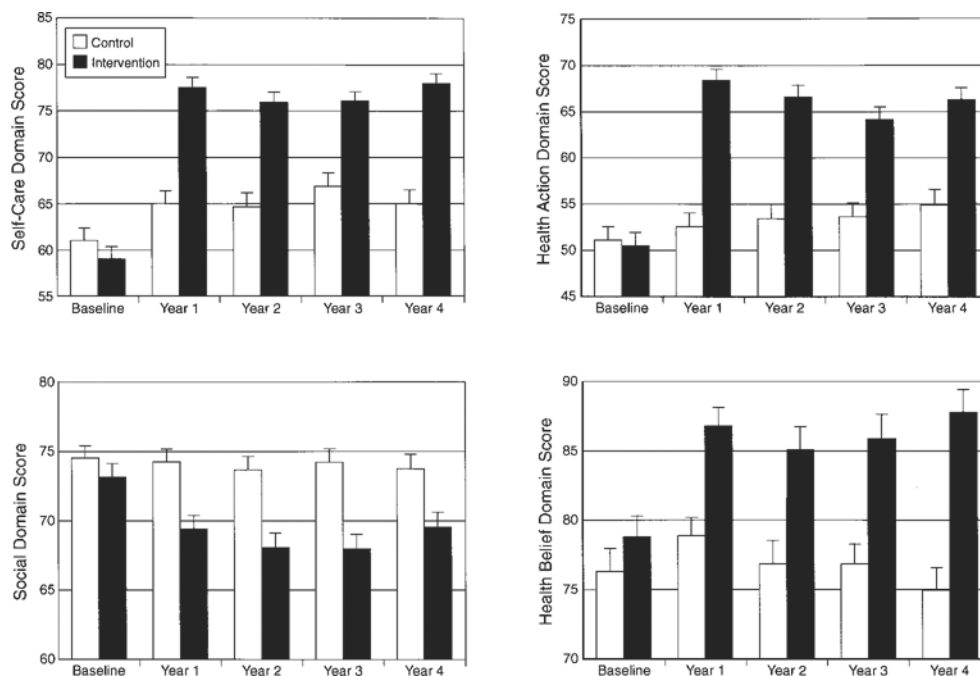 Self-Care Domain Score
85
80
75
70
65
60
55
Control
Intervention
Baseline Year 1 Year 2 Year 3 Year 4
Health Action Domain Score
75
70
65
60
55
50
45
Baseline Year 1 Year 2 Year 3 Year 4
Social Domain Score
80
75
70
65
60
Baseline Year 1 Year 2 Year 3 Year 4
Health Belief Domain Score
90
85
80
75
70
Baseline Year 1 Year 2 Year 3 Year 4